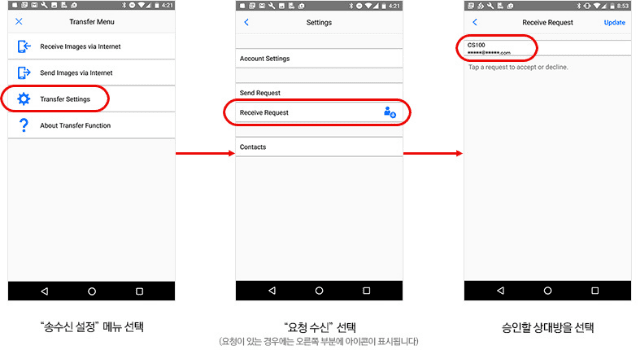 4:21
Transfer Menu
Receive Images via Internet
Send Images via Internet
Transfer Settings
About Transfer Function
"송수신 설정" 메뉴 선택
4:21
Settings
Account Settings
Send Request
Receive Request
Contacts
"요청 수신" 선택
(요청이 있는 경우에는 오른쪽 부분에 아이콘이 표시됩니다)
8:53
Receive Request
Update
CS100
*****@*****.com
Tap a request to accept or decline.
승인할 상대방을 선택